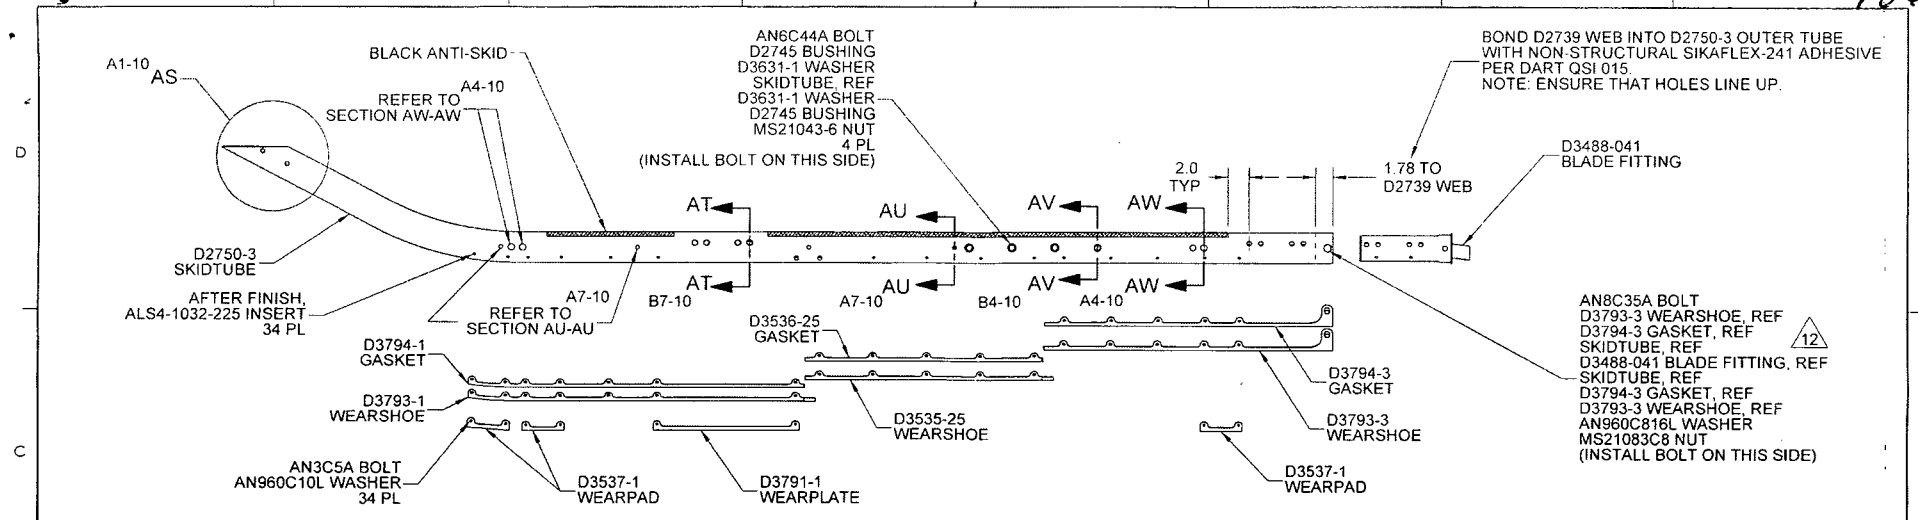 A1-10
AS
BLACK ANTI-SKID
A4-10
REFER TO
SECTION AW-AW
AN6C44A BOLT
D2745 BUSHING
D3631-1 WASHER
SKIDTUBE, REF
D3631-1 WASHER
D2745 BUSHING
MS21043-6 NUT
4 PL
(INSTALL BOLT ON THIS SIDE)
BOND D2739 WEB INTO D2750-3 OUTER TUBE
WITH NON-STRUCTURAL SIKAFLEX-241 ADHESIVE
PER DART QSI 015.
NOTE: ENSURE THAT HOLES LINE UP.
D
D3488-041
BLADE FITTING
2.0
TYP
1.78 TO
D2739 WEB
AT
AU
AV
AW
D2750-3
SKIDTUBE
AFTER FINISH,
ALS4-1032-225 INSERT
34 PL
A7-10
REFER TO
SECTION AU-AU
AT
B7-10
AU
A7-10
AV
B4-10
AW
A4-10
D3794-1
GASKET
D3793-1
WEARSHOE
D3536-25
GASKET
D3535-25
WEARSHOE
D3794-3
GASKET
D3793-3
WEARSHOE
AN8C35A BOLT
D3793-3 WEARSHOE, REF
D3794-3 GASKET, REF
SKIDTUBE, REF
D3488-041 BLADE FITTING, REF
SKIDTUBE, REF
D3794-3 GASKET, REF
D3793-3 WEARSHOE, REF
AN960C816L WASHER
MS21083C8 NUT
(INSTALL BOLT ON THIS SIDE)
12
C
AN3C5A BOLT
AN960C10L WASHER
34 PL
D3537-1
WEARPAD
D3791-1
WEARPLATE
D3537-1
WEARPAD